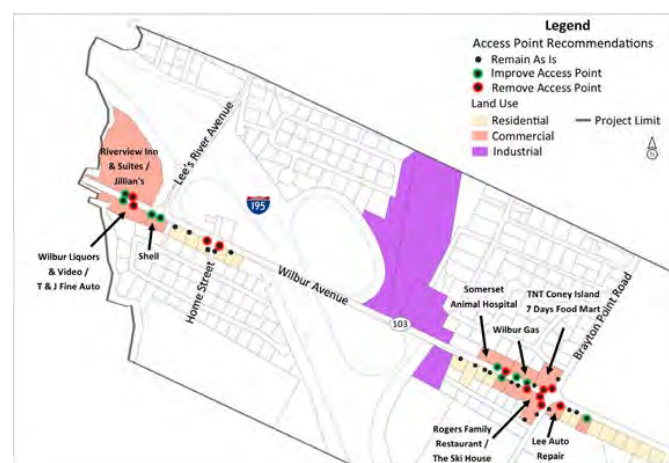 Legend
Access Point Recommendations
Remain As Is
Improve Access Point
Remove Access Point
Land Use
Residential
Project Limit
Commercial
Industrial
N
Riverview Inn
& Suites /
Jillian's
Lee's River Avenue
195
Wilbur Liquors
& Video /
T & J Fine Auto
Shell
Home Street
Wilbur Avenue
103
Somerset
Animal Hospital
TNT Coney Island
7 Days Food Mart
Wilbur Gas
Brayton Point Road
Rogers Family
Restaurant /
The Ski House
Lee Auto
Repair